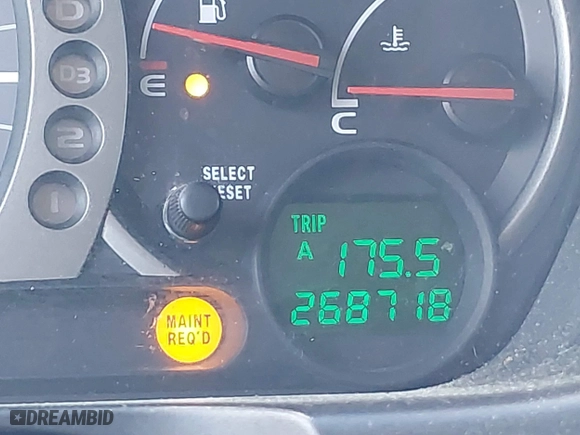 D
D3
2
1
E
C
SELECT
RESET
TRIP
A 175.5
268718
MAINT
REQ'D
DREAMBID